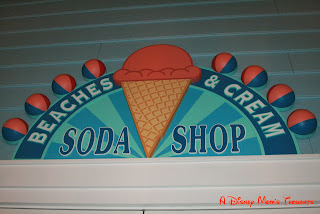 BEACHES & CREAM
SODA SHOP
A Disney Mom's Treasures